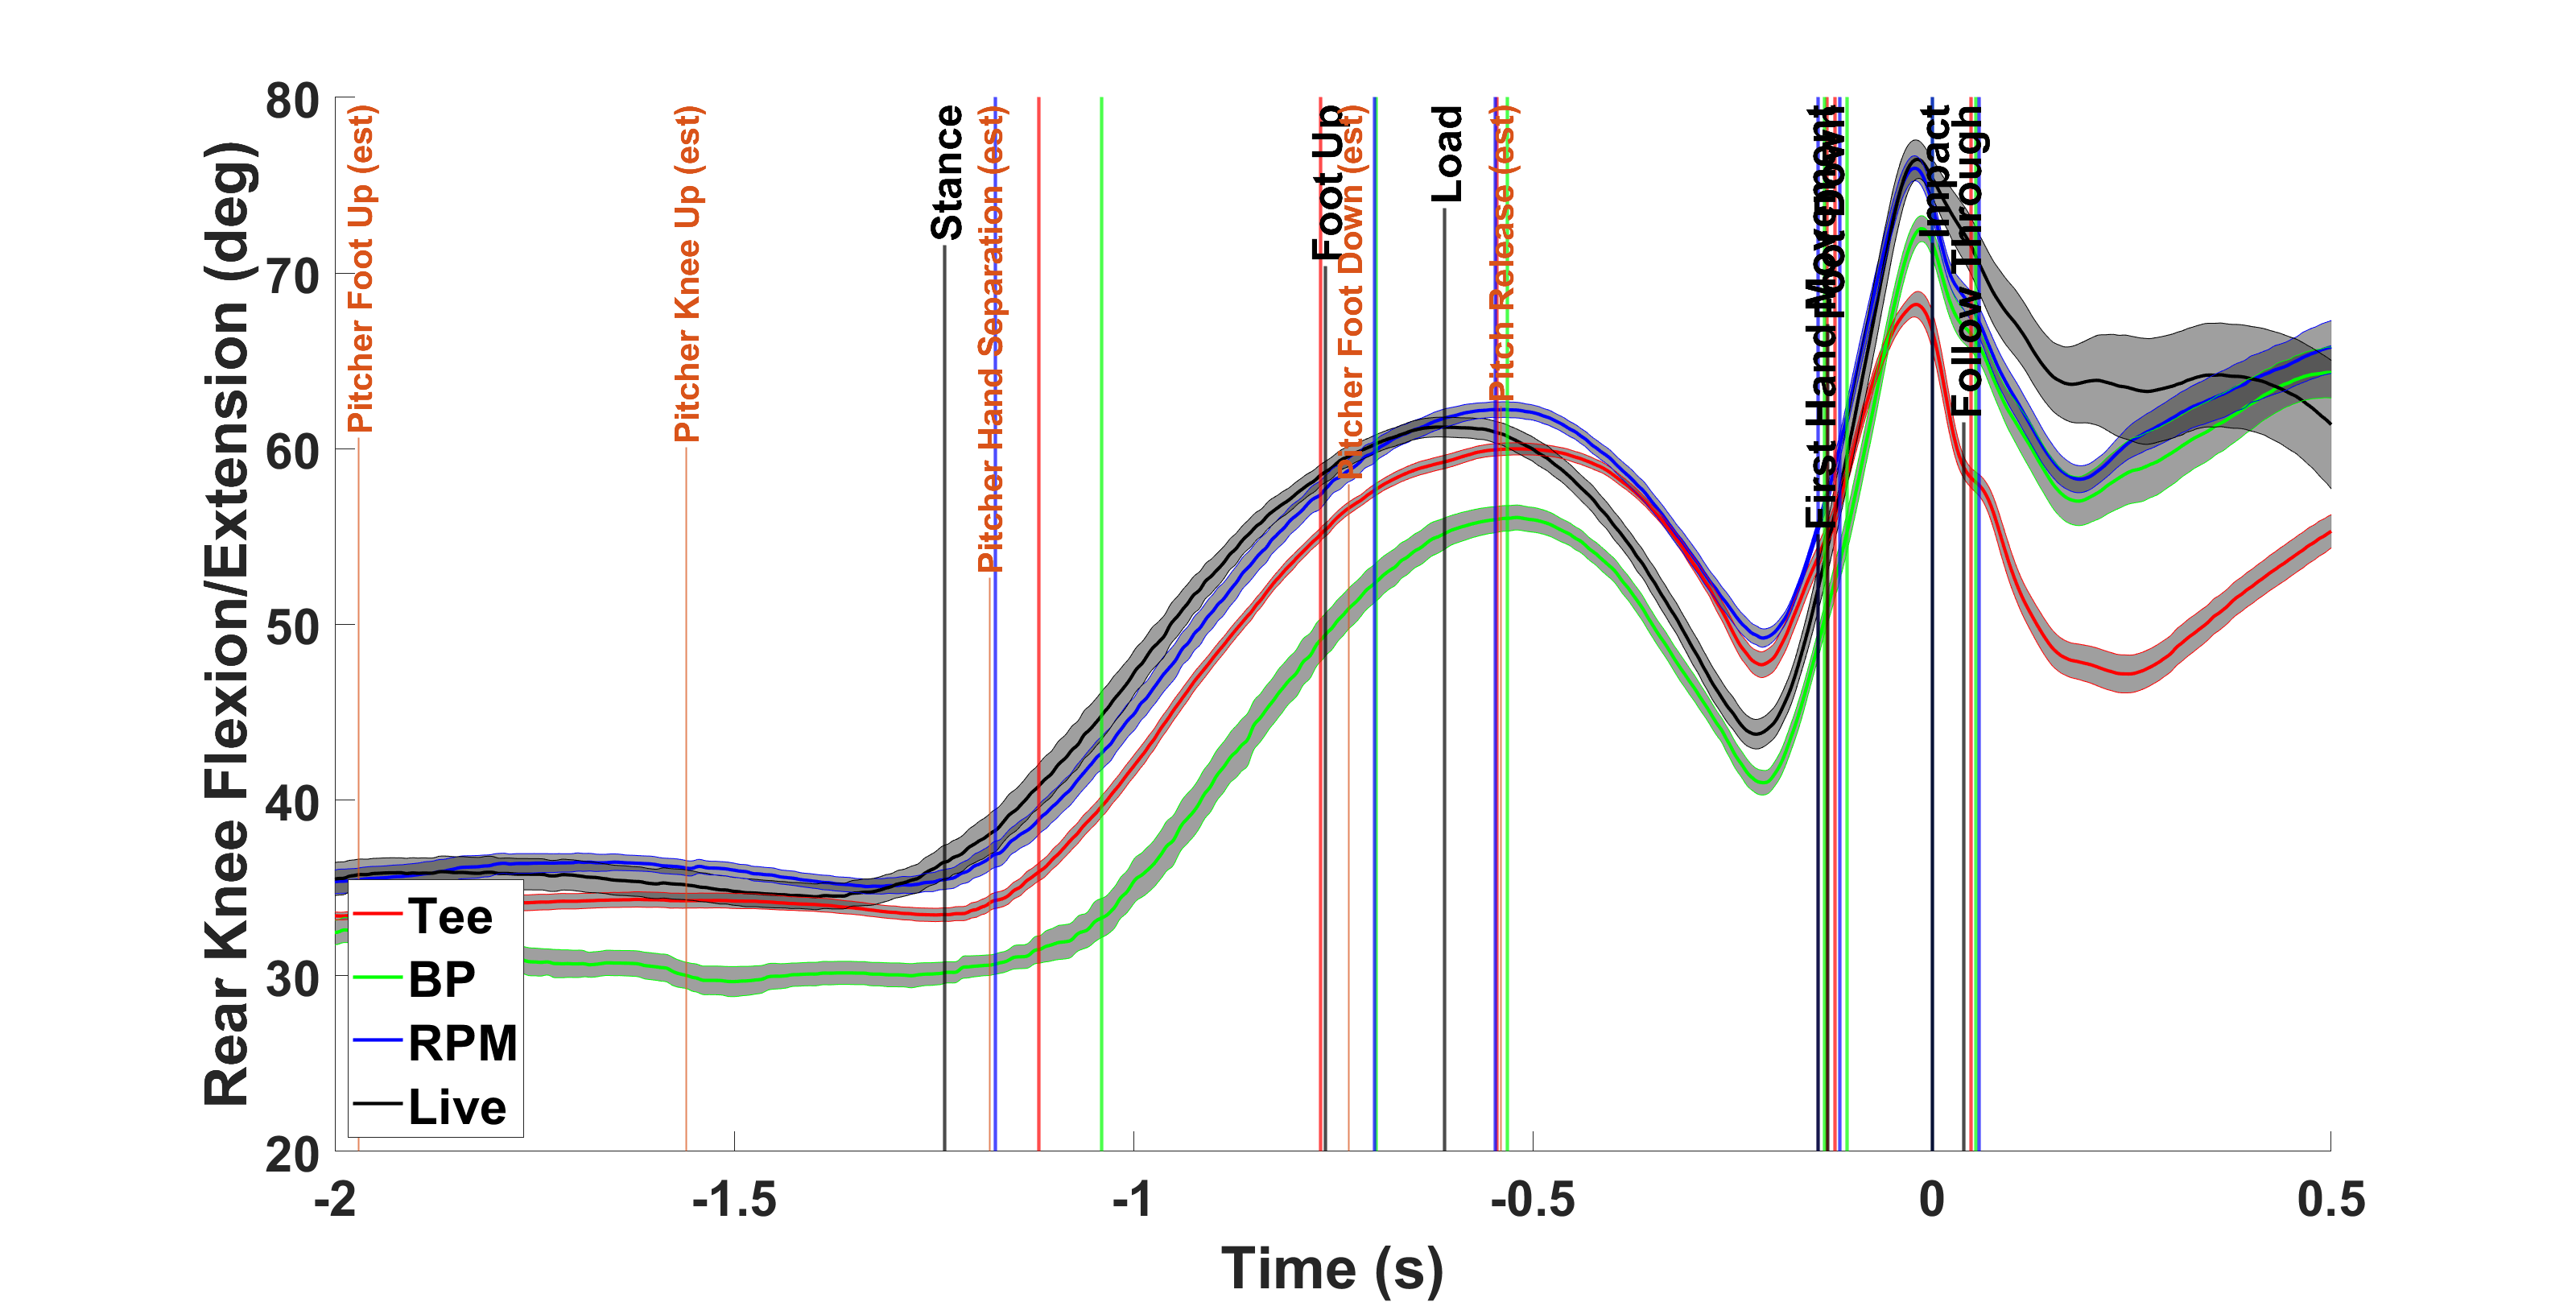 Rear Knee Flexion/Extension (deg)
80
70
60
50
40
30
20
Pitcher Foot Up (est)
Pitcher Knee Up (est)
Stance
Pitcher Hand Separation (est)
Foot Up
Pitcher Foot Down (est)
Load
Pitch Release (est)
First Hand Movement
Foot Down
Impact
Follow Through
Tee
BP
RPM
Live
-2
-1.5
-1
-0.5
0
0.5
Time (s)